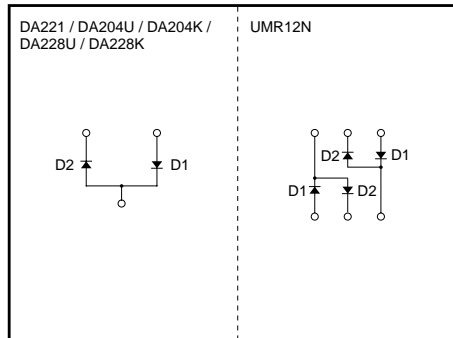 DA221 / DA204U / DA204K /
DA228U / DA228K
UMR12N
D2
D1
D2
D1
D1
D2